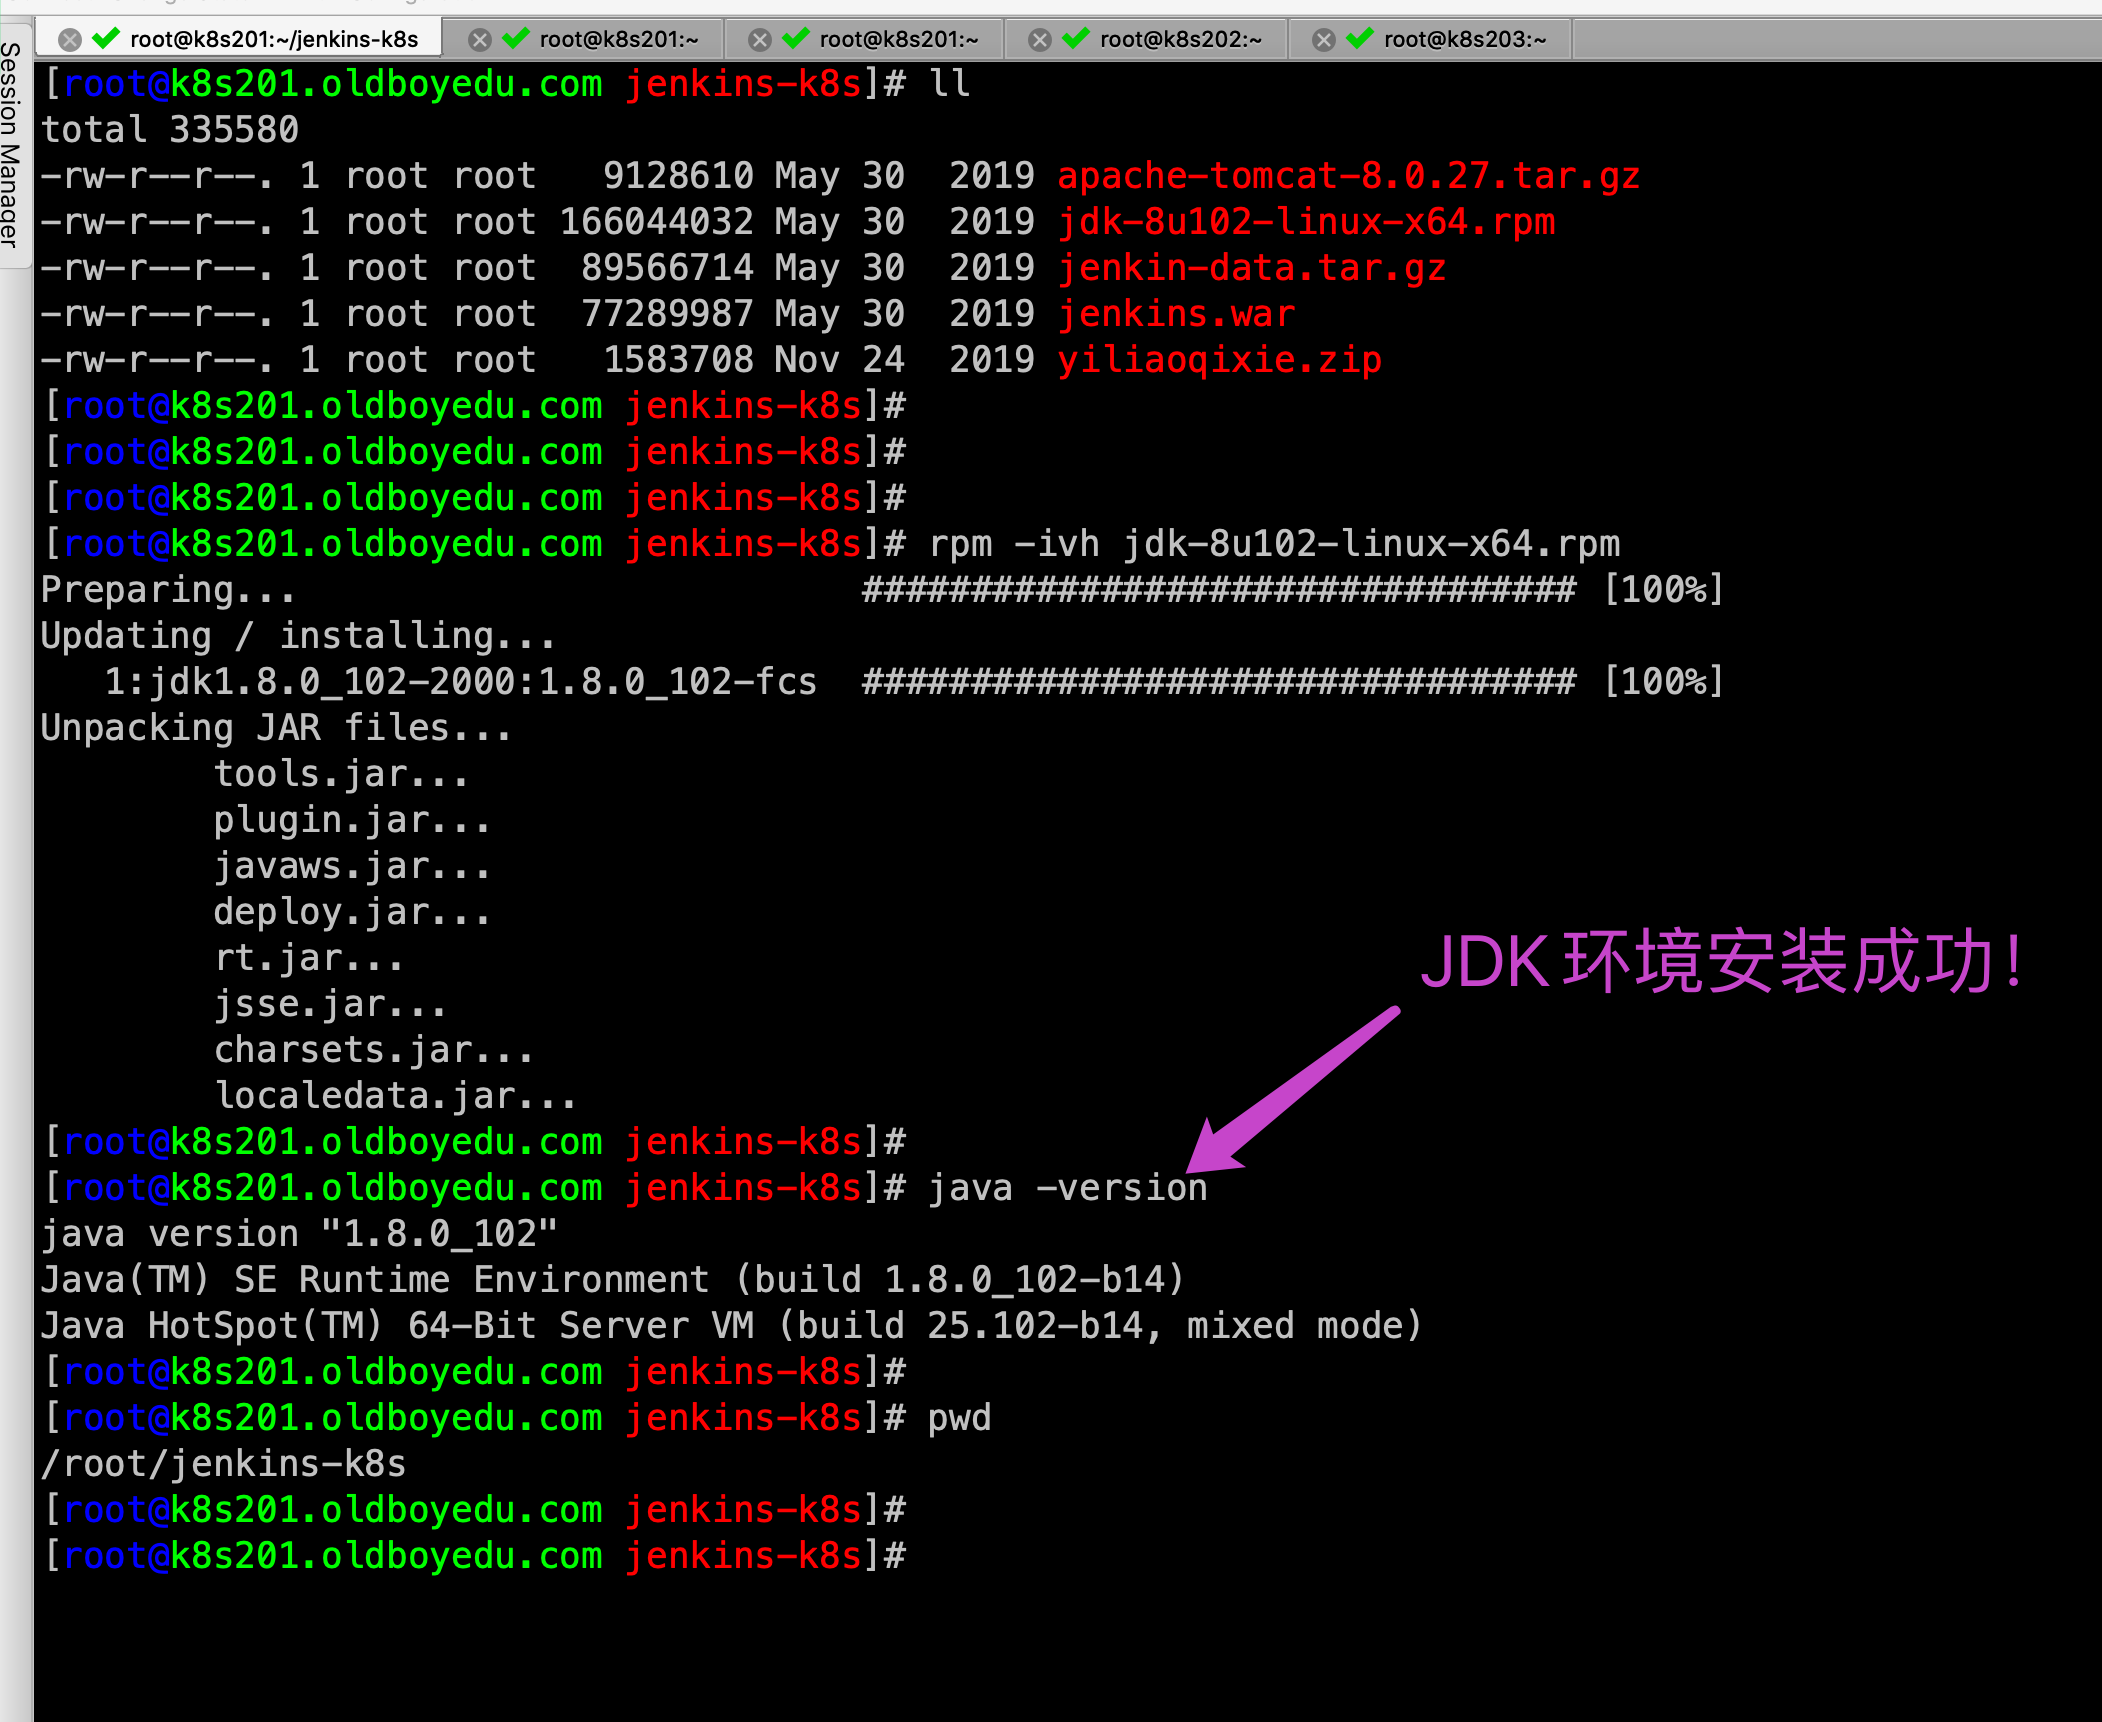 root@k8s201:~/jenkins-k8s root@k8s201:~ root@k8s201:~ root@k8s202:~ root@k8s203:~
Session Manager
[root@k8s201.oldboyedu.com jenkins-k8s]# ll
total 335580
-rw-r--r--. 1 root root   9128610 May 30  2019 apache-tomcat-8.0.27.tar.gz
-rw-r--r--. 1 root root 166044032 May 30  2019 jdk-8u102-linux-x64.rpm
-rw-r--r--. 1 root root  89566714 May 30  2019 jenkin-data.tar.gz
-rw-r--r--. 1 root root  77289987 May 30  2019 jenkins.war
-rw-r--r--. 1 root root   1583708 Nov 24  2019 yiliaoqixie.zip
[root@k8s201.oldboyedu.com jenkins-k8s]#
[root@k8s201.oldboyedu.com jenkins-k8s]#
[root@k8s201.oldboyedu.com jenkins-k8s]#
[root@k8s201.oldboyedu.com jenkins-k8s]# rpm -ivh jdk-8u102-linux-x64.rpm
Preparing...                          ################################# [100%]
Updating / installing...
   1:jdk1.8.0_102-2000:1.8.0_102-fcs  ################################# [100%]
Unpacking JAR files...
        tools.jar...
        plugin.jar...
        javaws.jar...
        deploy.jar...
        rt.jar...
        jsse.jar...
        charsets.jar...
        localedata.jar...
JDK环境安装成功!
[root@k8s201.oldboyedu.com jenkins-k8s]#
[root@k8s201.oldboyedu.com jenkins-k8s]# java -version
java version "1.8.0_102"
Java(TM) SE Runtime Environment (build 1.8.0_102-b14)
Java HotSpot(TM) 64-Bit Server VM (build 25.102-b14, mixed mode)
[root@k8s201.oldboyedu.com jenkins-k8s]#
[root@k8s201.oldboyedu.com jenkins-k8s]# pwd
/root/jenkins-k8s
[root@k8s201.oldboyedu.com jenkins-k8s]#
[root@k8s201.oldboyedu.com jenkins-k8s]#